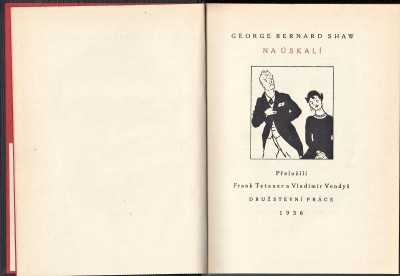 GEORGE BERNARD SHAW
NA ÚSKALÍ
Přeložili
Frank Tetauer a Vladimír Vendyš
DRUŽSTEVNÍ PRÁCE
1936